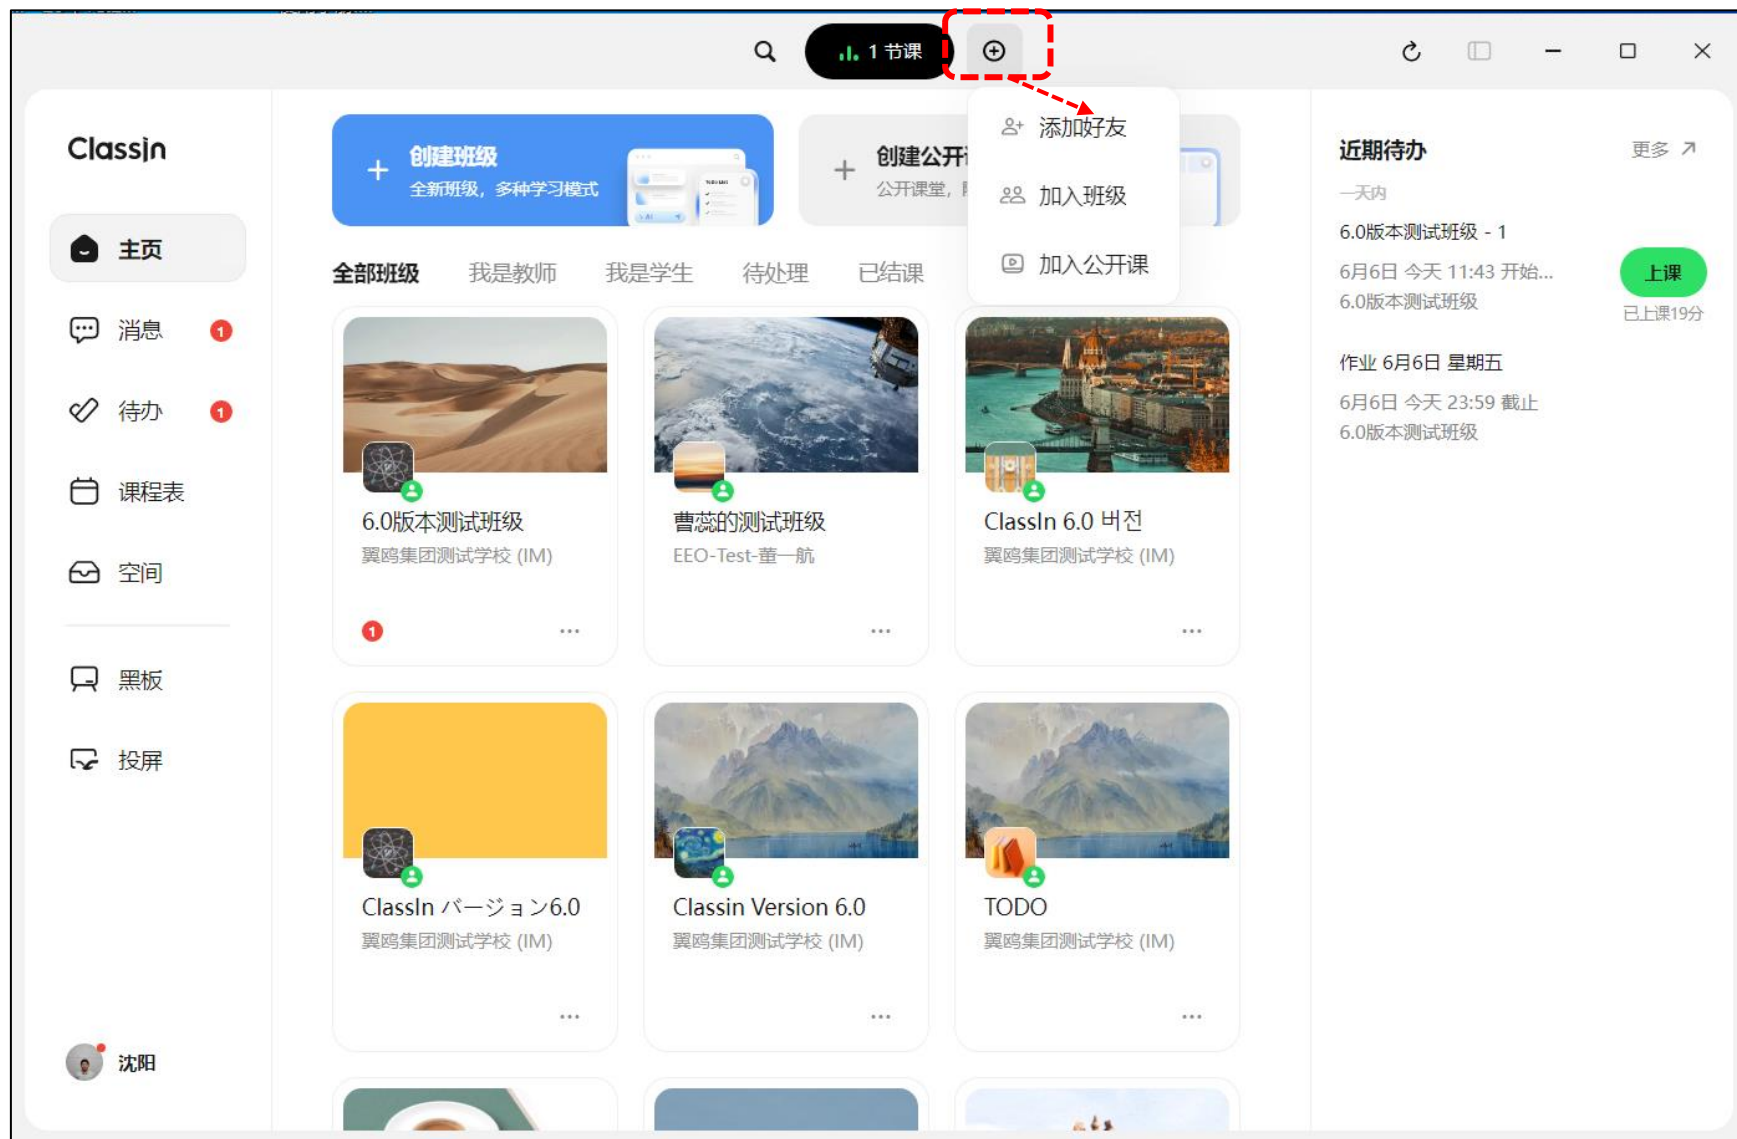 1 节课
添加好友
加入班级
加入公开课
ClassIn
主页
消息
1
待办
1
课程表
空间
黑板
投屏
沈阳
创建班级
全新班级，多种学习模式
创建公开
公开课堂，
全部班级
我是教师
我是学生
待处理
已结课
6.0版本测试班级
翼鸥集团测试学校 (IM)
1
曹蕊的测试班级
EEO-Test-董一航
ClassIn 6.0 버전
翼鸥集团测试学校 (IM)
ClassIn バージョン6.0
翼鸥集团测试学校 (IM)
Classin Version 6.0
翼鸥集团测试学校 (IM)
TODO
翼鸥集团测试学校 (IM)
近期待办
更多
一天内
6.0版本测试班级 - 1
6月6日 今天 11:43 开始...
6.0版本测试班级
上课
已上课19分
作业 6月6日 星期五
6月6日 今天 23:59 截止
6.0版本测试班级